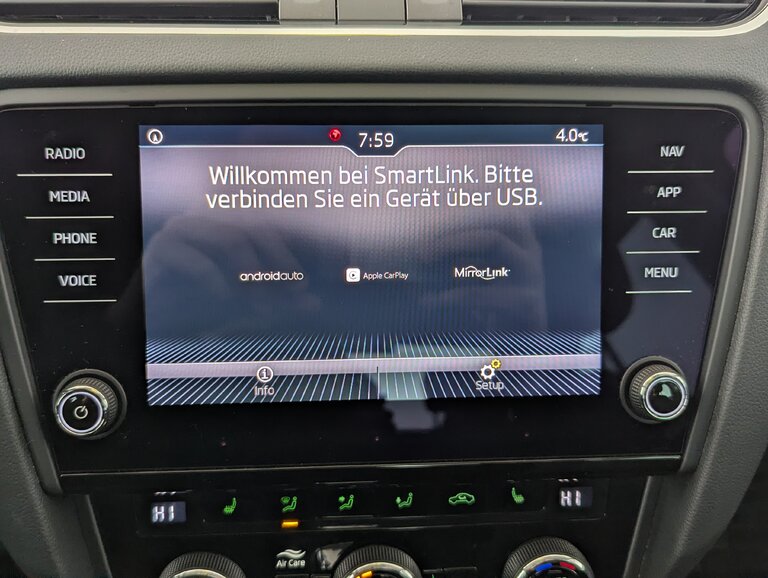 7:59
4.0°C
RADIO
MEDIA
PHONE
VOICE
Willkommen bei SmartLink. Bitte
verbinden Sie ein Gerät über USB.
androidauto
Apple CarPlay
MirrorLink
Info
Setup
NAV
APP
CAR
MENU
HI
HI
Air Care